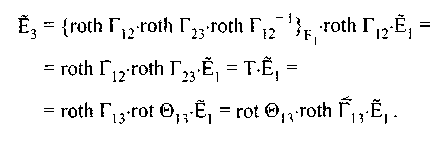 Ẽ₃ = {roth Γ₁₂·roth Γ₂₃·roth Γ₁₂⁻¹}_{E₁}·roth Γ₁₂·Ẽ₁ =
= roth Γ₁₂·roth Γ₂₃·Ẽ₁ = T·Ẽ₁ =
= roth Γ₁₃·rot Θ₁₃·Ẽ₁ = rot Θ₁₃·roth Γ̃₁₃·Ẽ₁ .